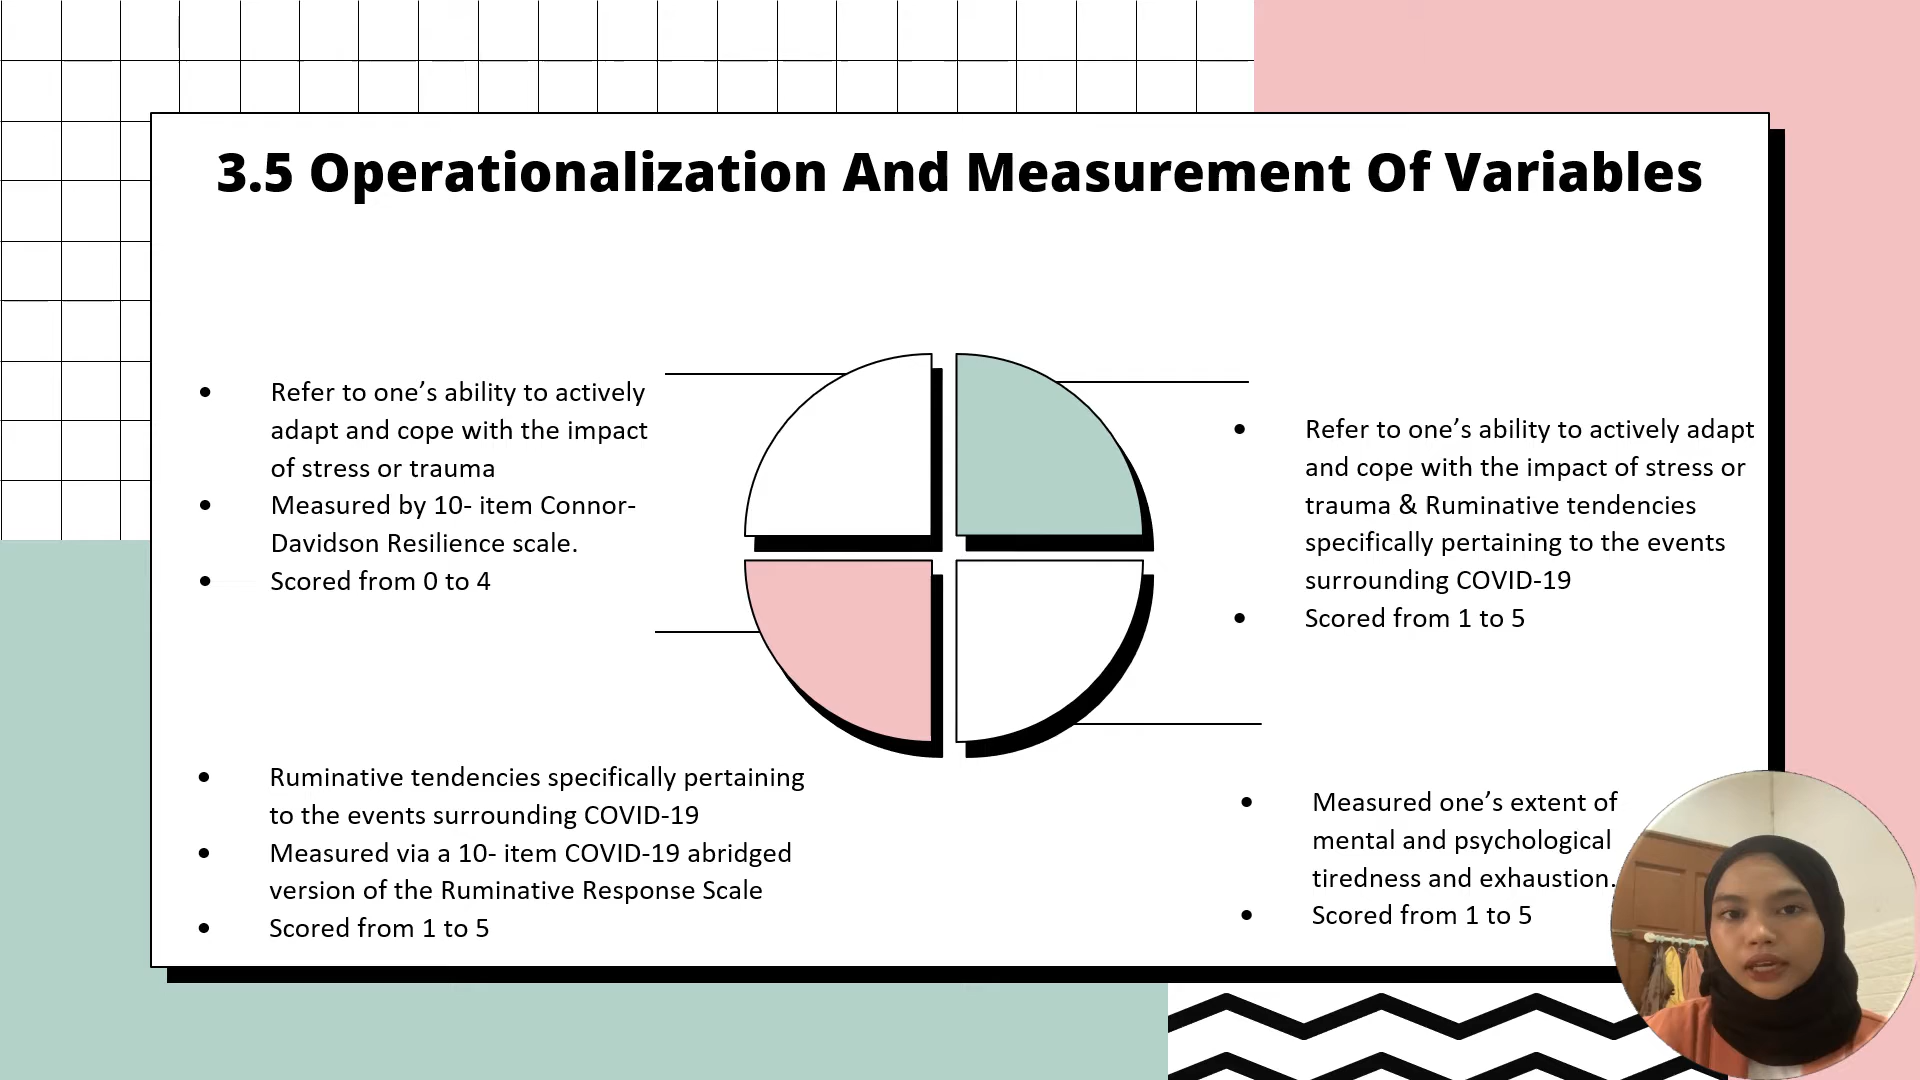 3.5 Operationalization And Measurement Of Variables
• Refer to one’s ability to actively
adapt and cope with the impact
of stress or trauma
• Measured by 10- item Connor-
Davidson Resilience scale.
• Scored from 0 to 4
• Refer to one’s ability to actively adapt
and cope with the impact of stress or
trauma & Ruminative tendencies
specifically pertaining to the events
surrounding COVID-19
• Scored from 1 to 5
• Ruminative tendencies specifically pertaining
to the events surrounding COVID-19
• Measured via a 10- item COVID-19 abridged
version of the Ruminative Response Scale
• Scored from 1 to 5
• Measured one’s extent of
mental and psychological
tiredness and exhaustion.
• Scored from 1 to 5